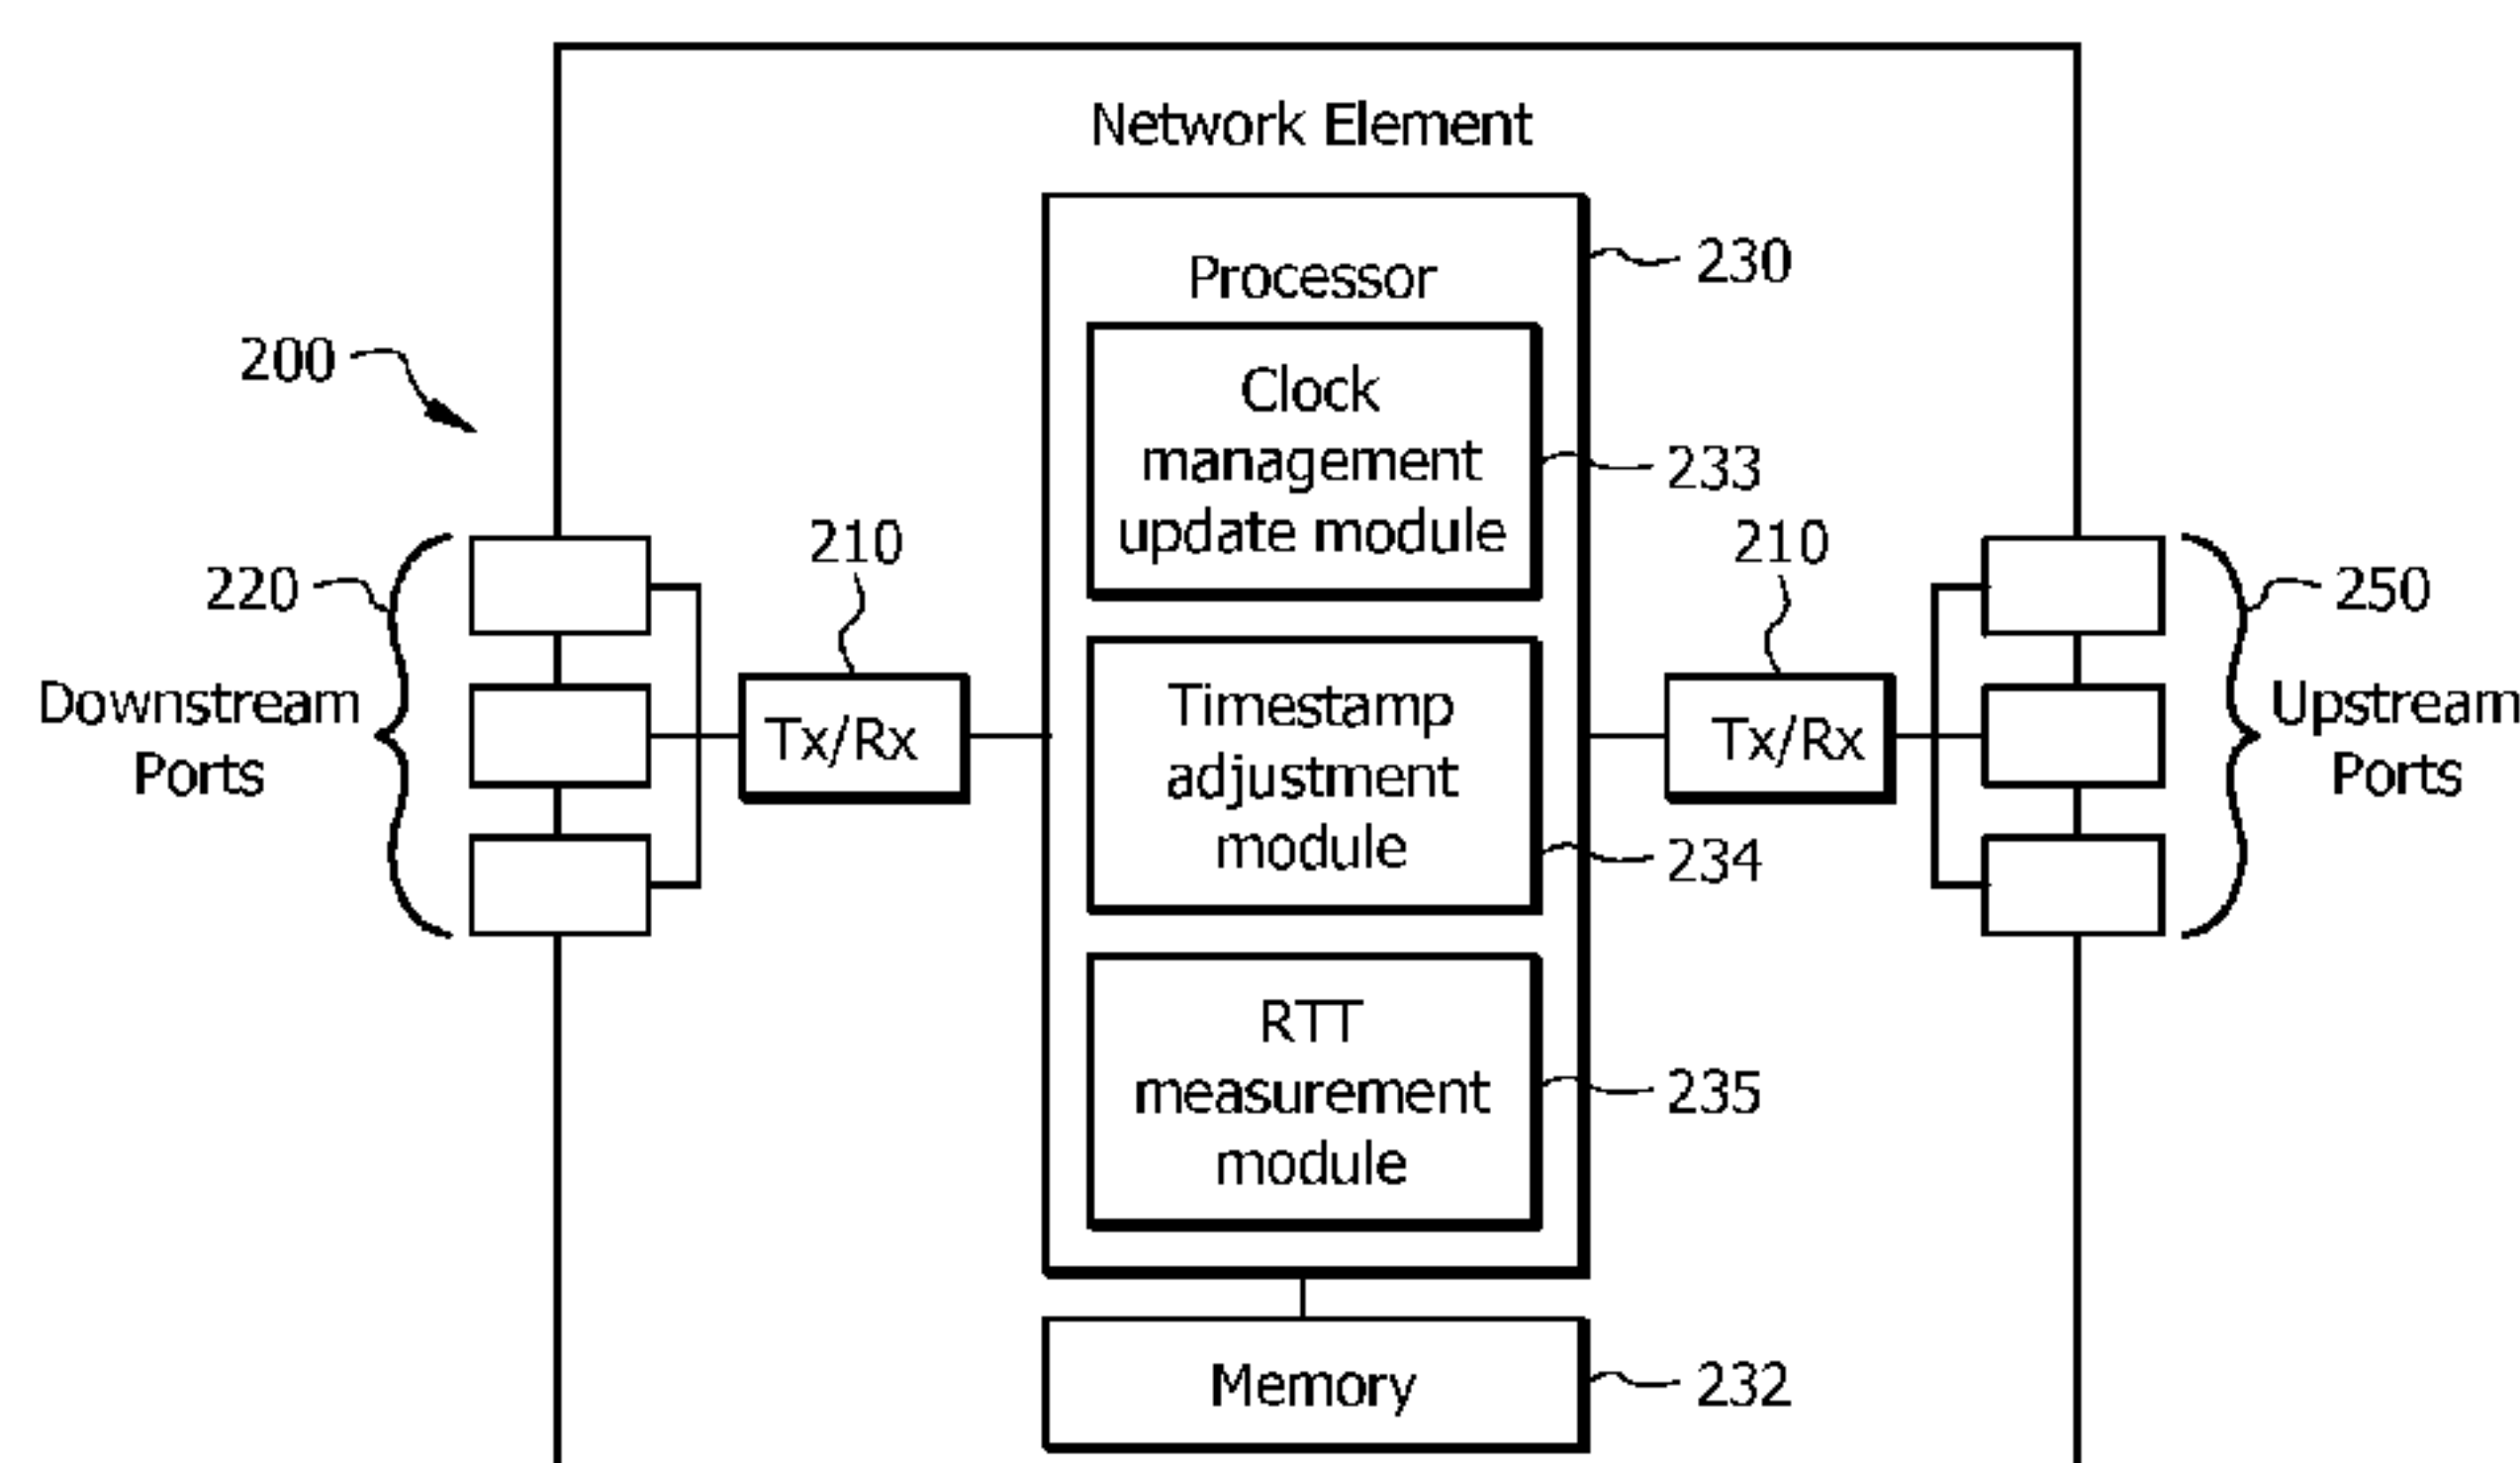 Network Element
Processor
230
Clock
management
update module
233
200
210
210
220
250
Downstream
Ports
Tx/Rx
Timestamp
adjustment
module
234
Tx/Rx
Upstream
Ports
RTT
measurement
module
235
Memory
232